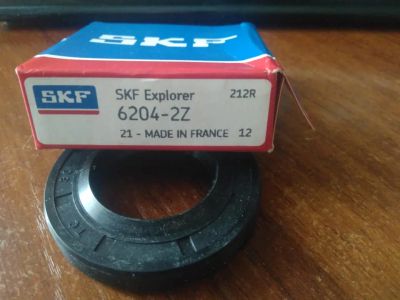 SKF
SKF
SKF Explorer 212R
6204-2Z
21 - MADE IN FRANCE 12